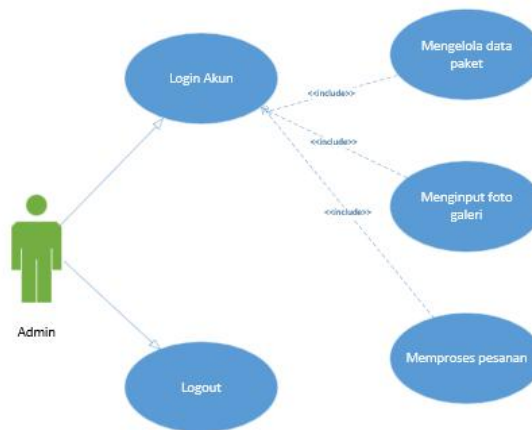 Mengelola data
paket
Login Akun
<<include>>
<<include>>
Menginput foto
galeri
<<include>>
Admin
Memproses pesanan
Logout